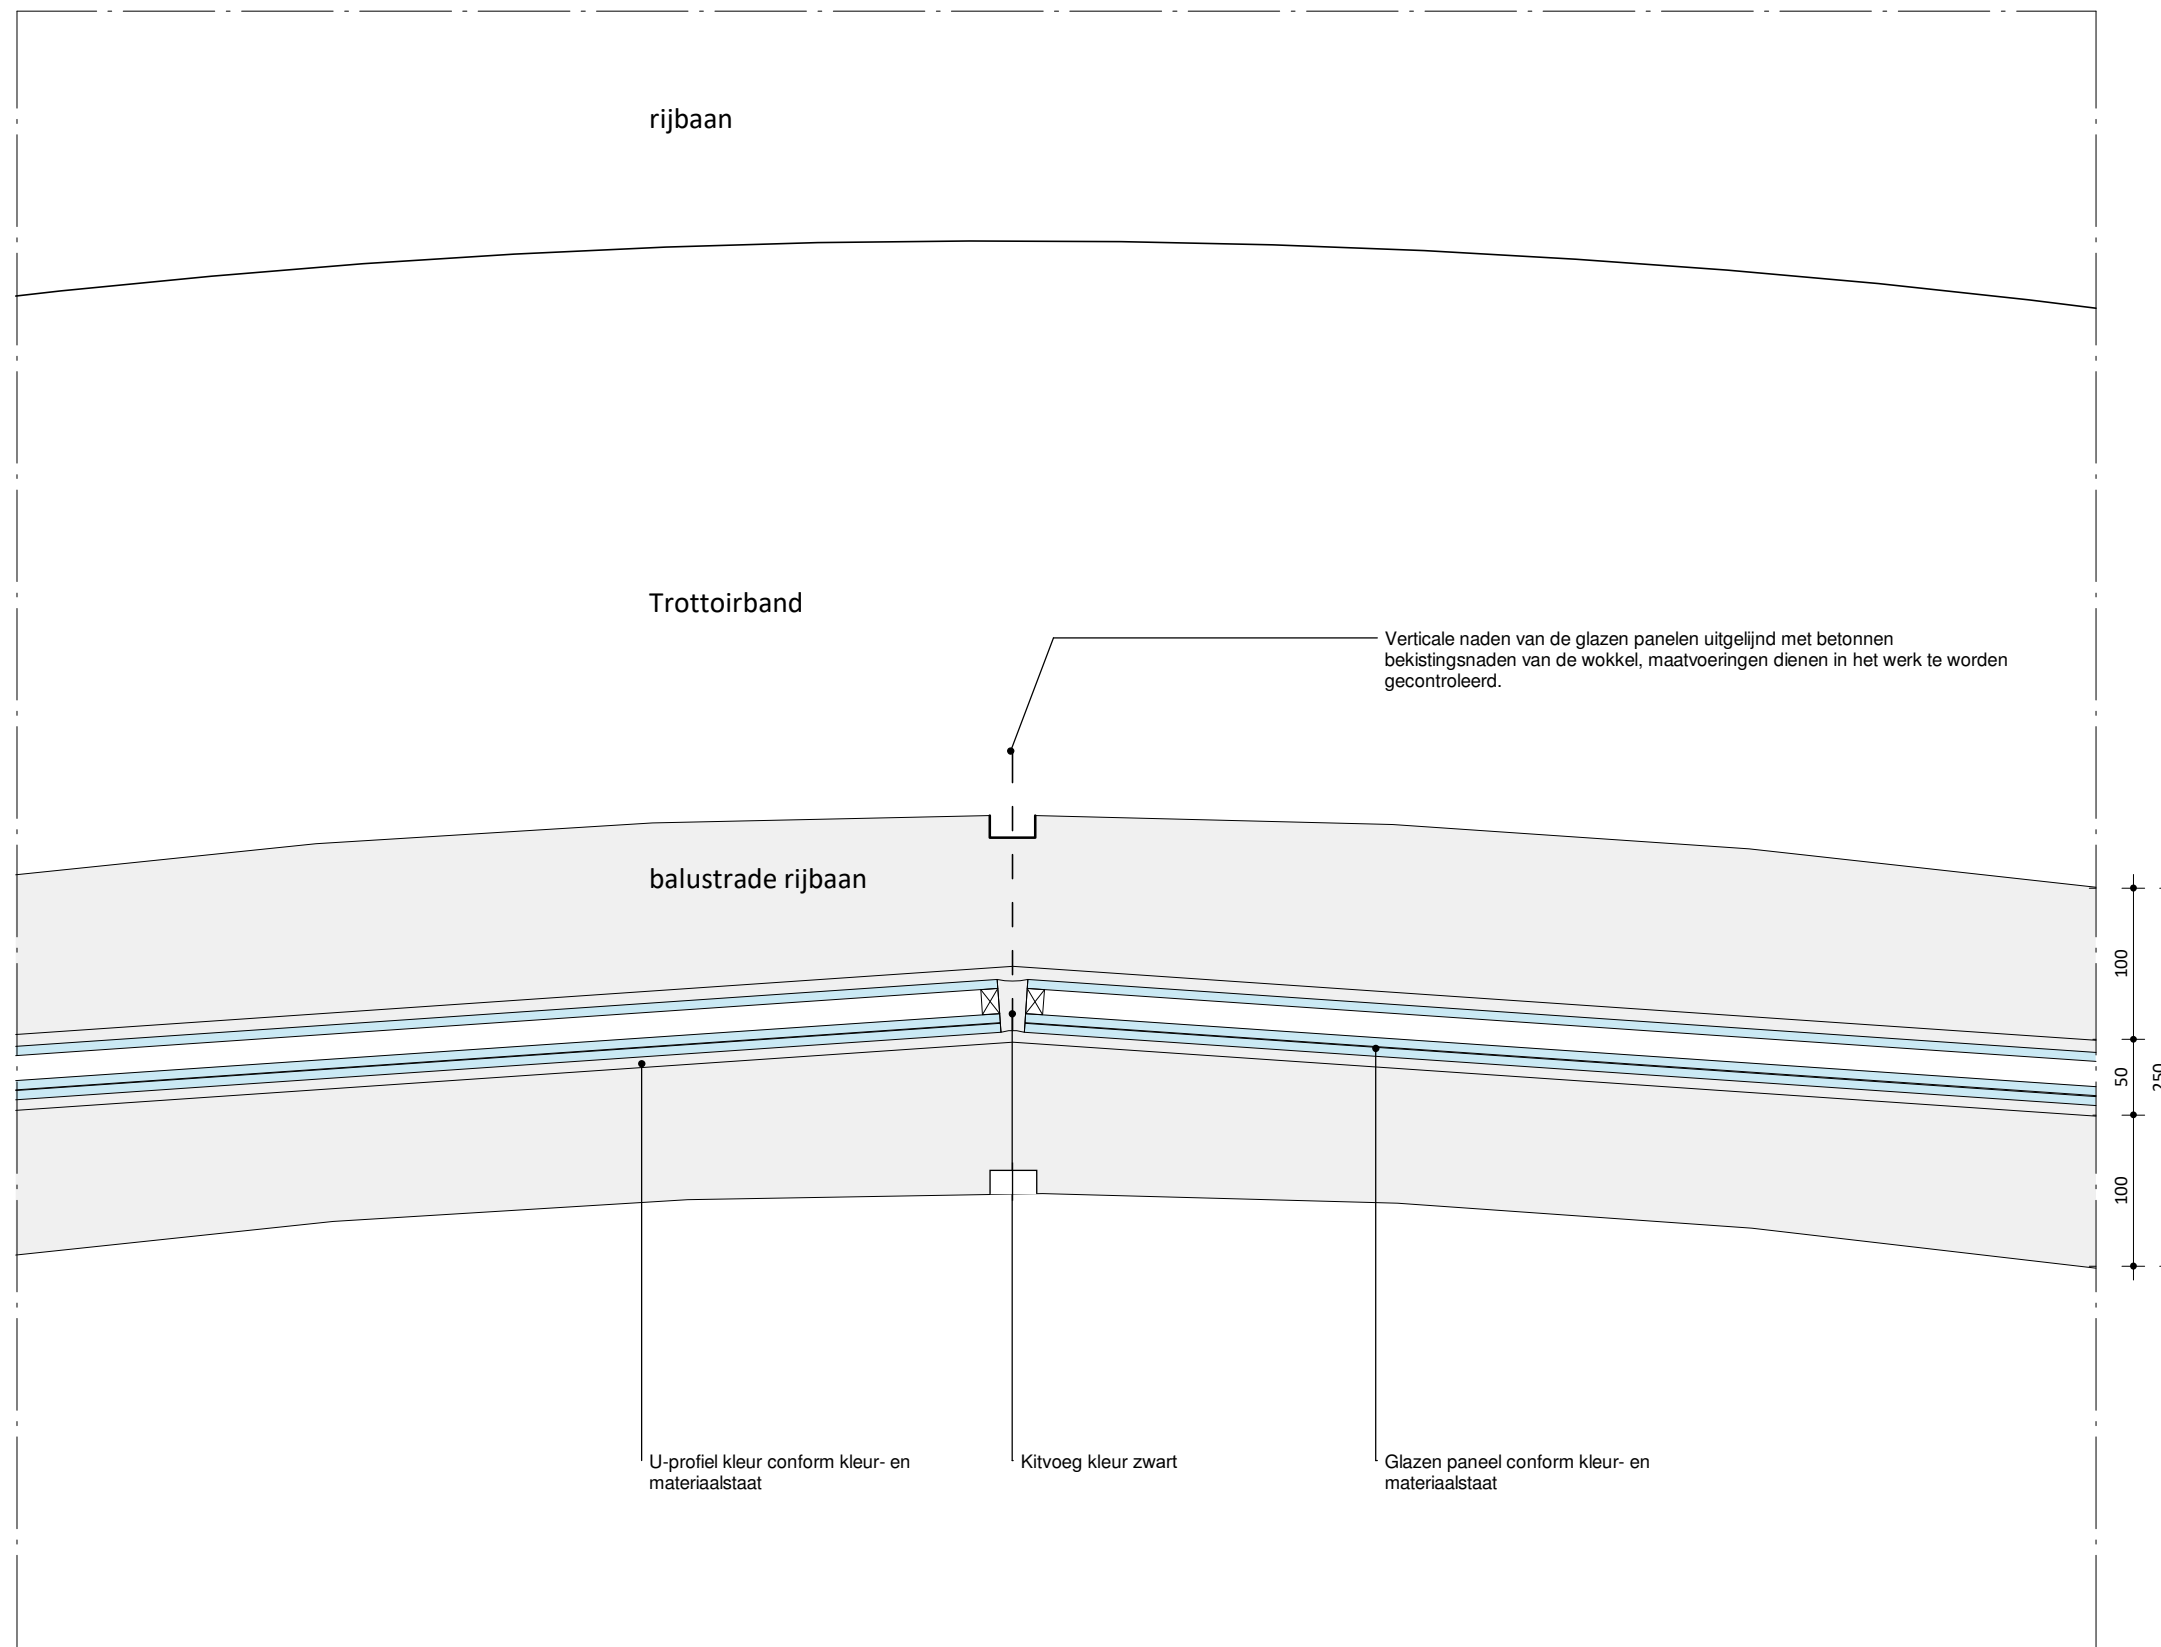 rijbaan
Trottoirband
Verticale naden van de glazen panelen uitgelijnd met betonnen
bekistingsnaden van de wokkel, maatvoeringen dienen in het werk te worden
gecontroleerd.
balustrade rijbaan
100
50
250
100
U-profiel kleur conform kleur- en
materiaalstaat
Kitvoeg kleur zwart
Glazen paneel conform kleur- en
materiaalstaat